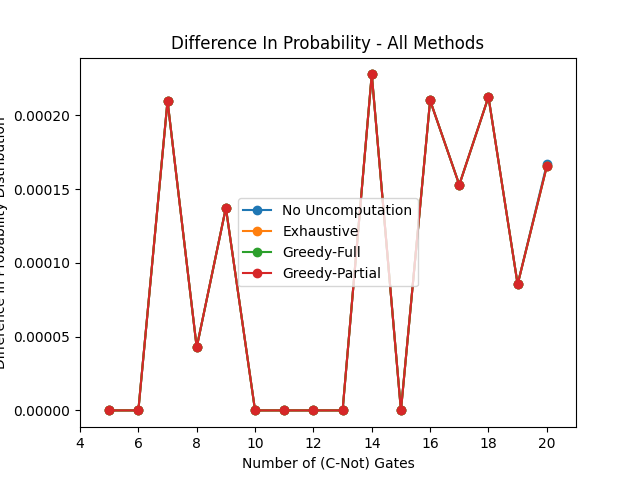 Difference In Probability - All Methods
Difference In Probability Distribution
0.00020
0.00015
0.00010
0.00005
0.00000
No Uncomputation
Exhaustive
Greedy-Full
Greedy-Partial
4 6 8 10 12 14 16 18 20
Number of (C-Not) Gates